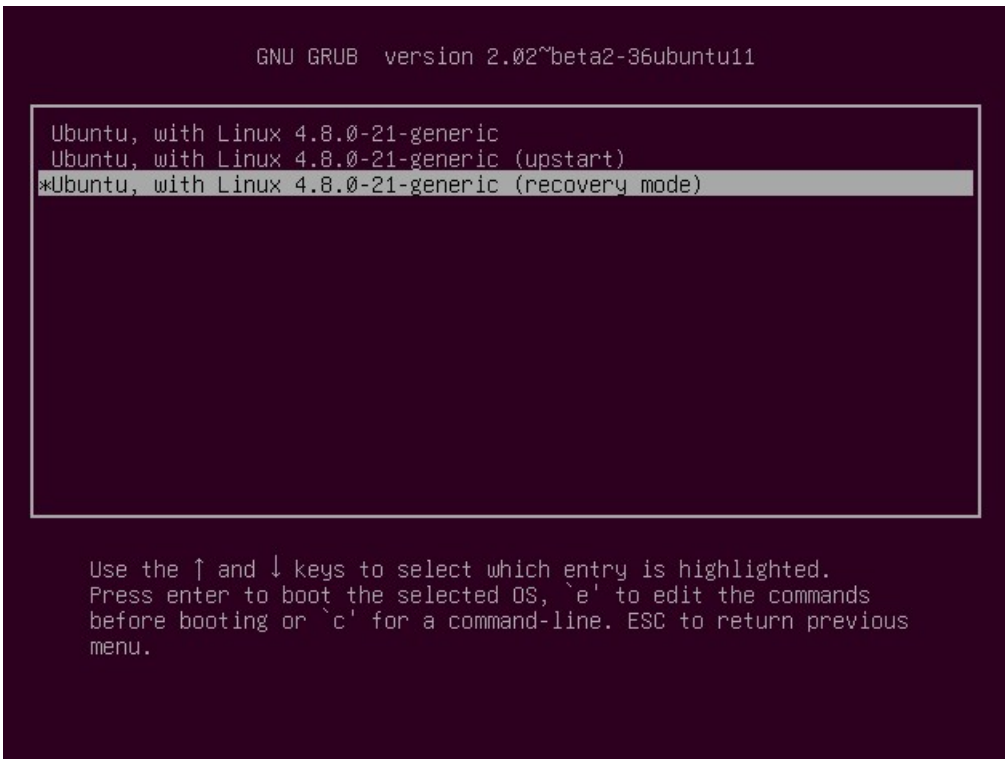 GNU GRUB  version 2.02~beta2-36ubuntu11
Ubuntu, with Linux 4.8.0-21-generic
Ubuntu, with Linux 4.8.0-21-generic (upstart)
*Ubuntu, with Linux 4.8.0-21-generic (recovery mode)
Use the ↑ and ↓ keys to select which entry is highlighted.
Press enter to boot the selected OS, `e' to edit the commands
before booting or `c' for a command-line. ESC to return previous
menu.